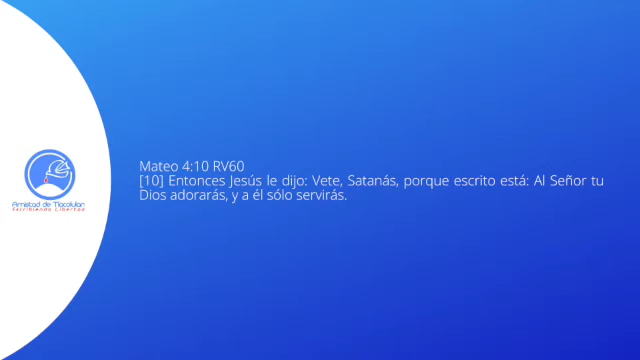 Mateo 4:10 RV60
[10] Entonces Jesús le dijo: Vete, Satanás, porque escrito está: Al Señor tu
Dios adorarás, y a él sólo servirás.
Amistad de Tlacolulan
Escribiendo Libertad